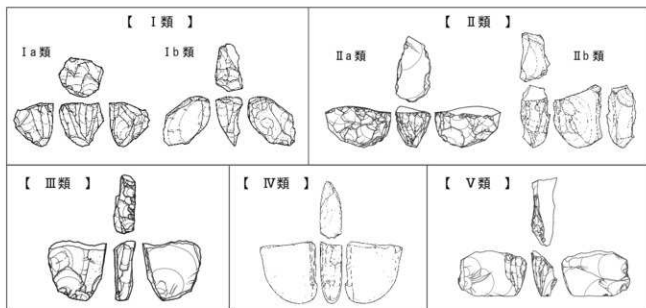 【 Ⅰ類 】
Ⅰa類
Ⅰb類
【 Ⅱ類 】
Ⅱa類
Ⅱb類
【 Ⅲ類 】
【 Ⅳ類 】
【 Ⅴ類 】